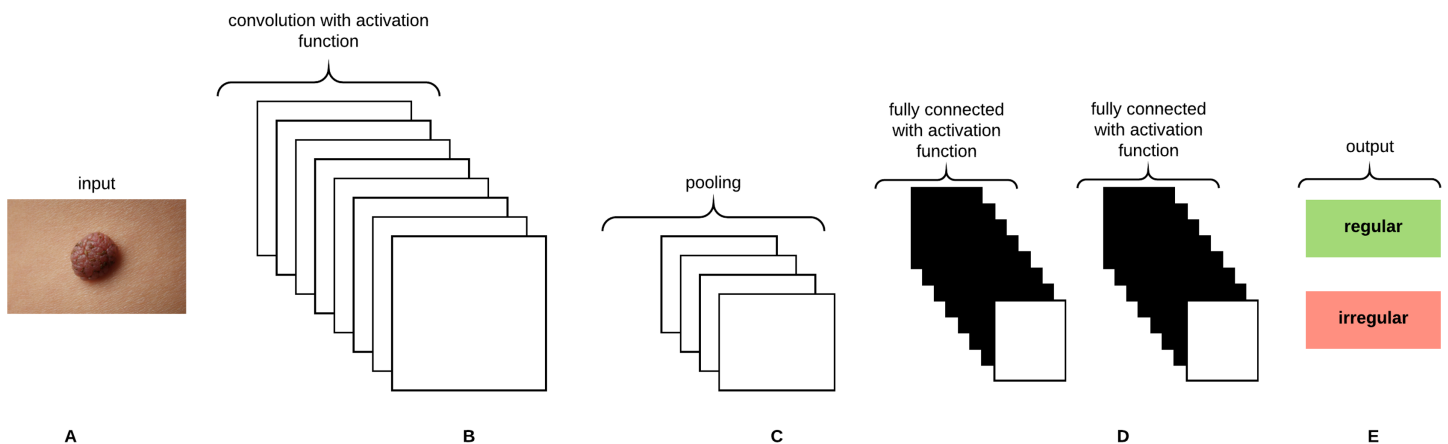 convolution with activation
function
input
pooling
fully connected
with activation
function
fully connected
with activation
function
output
regular
irregular
A
B
C
D
E